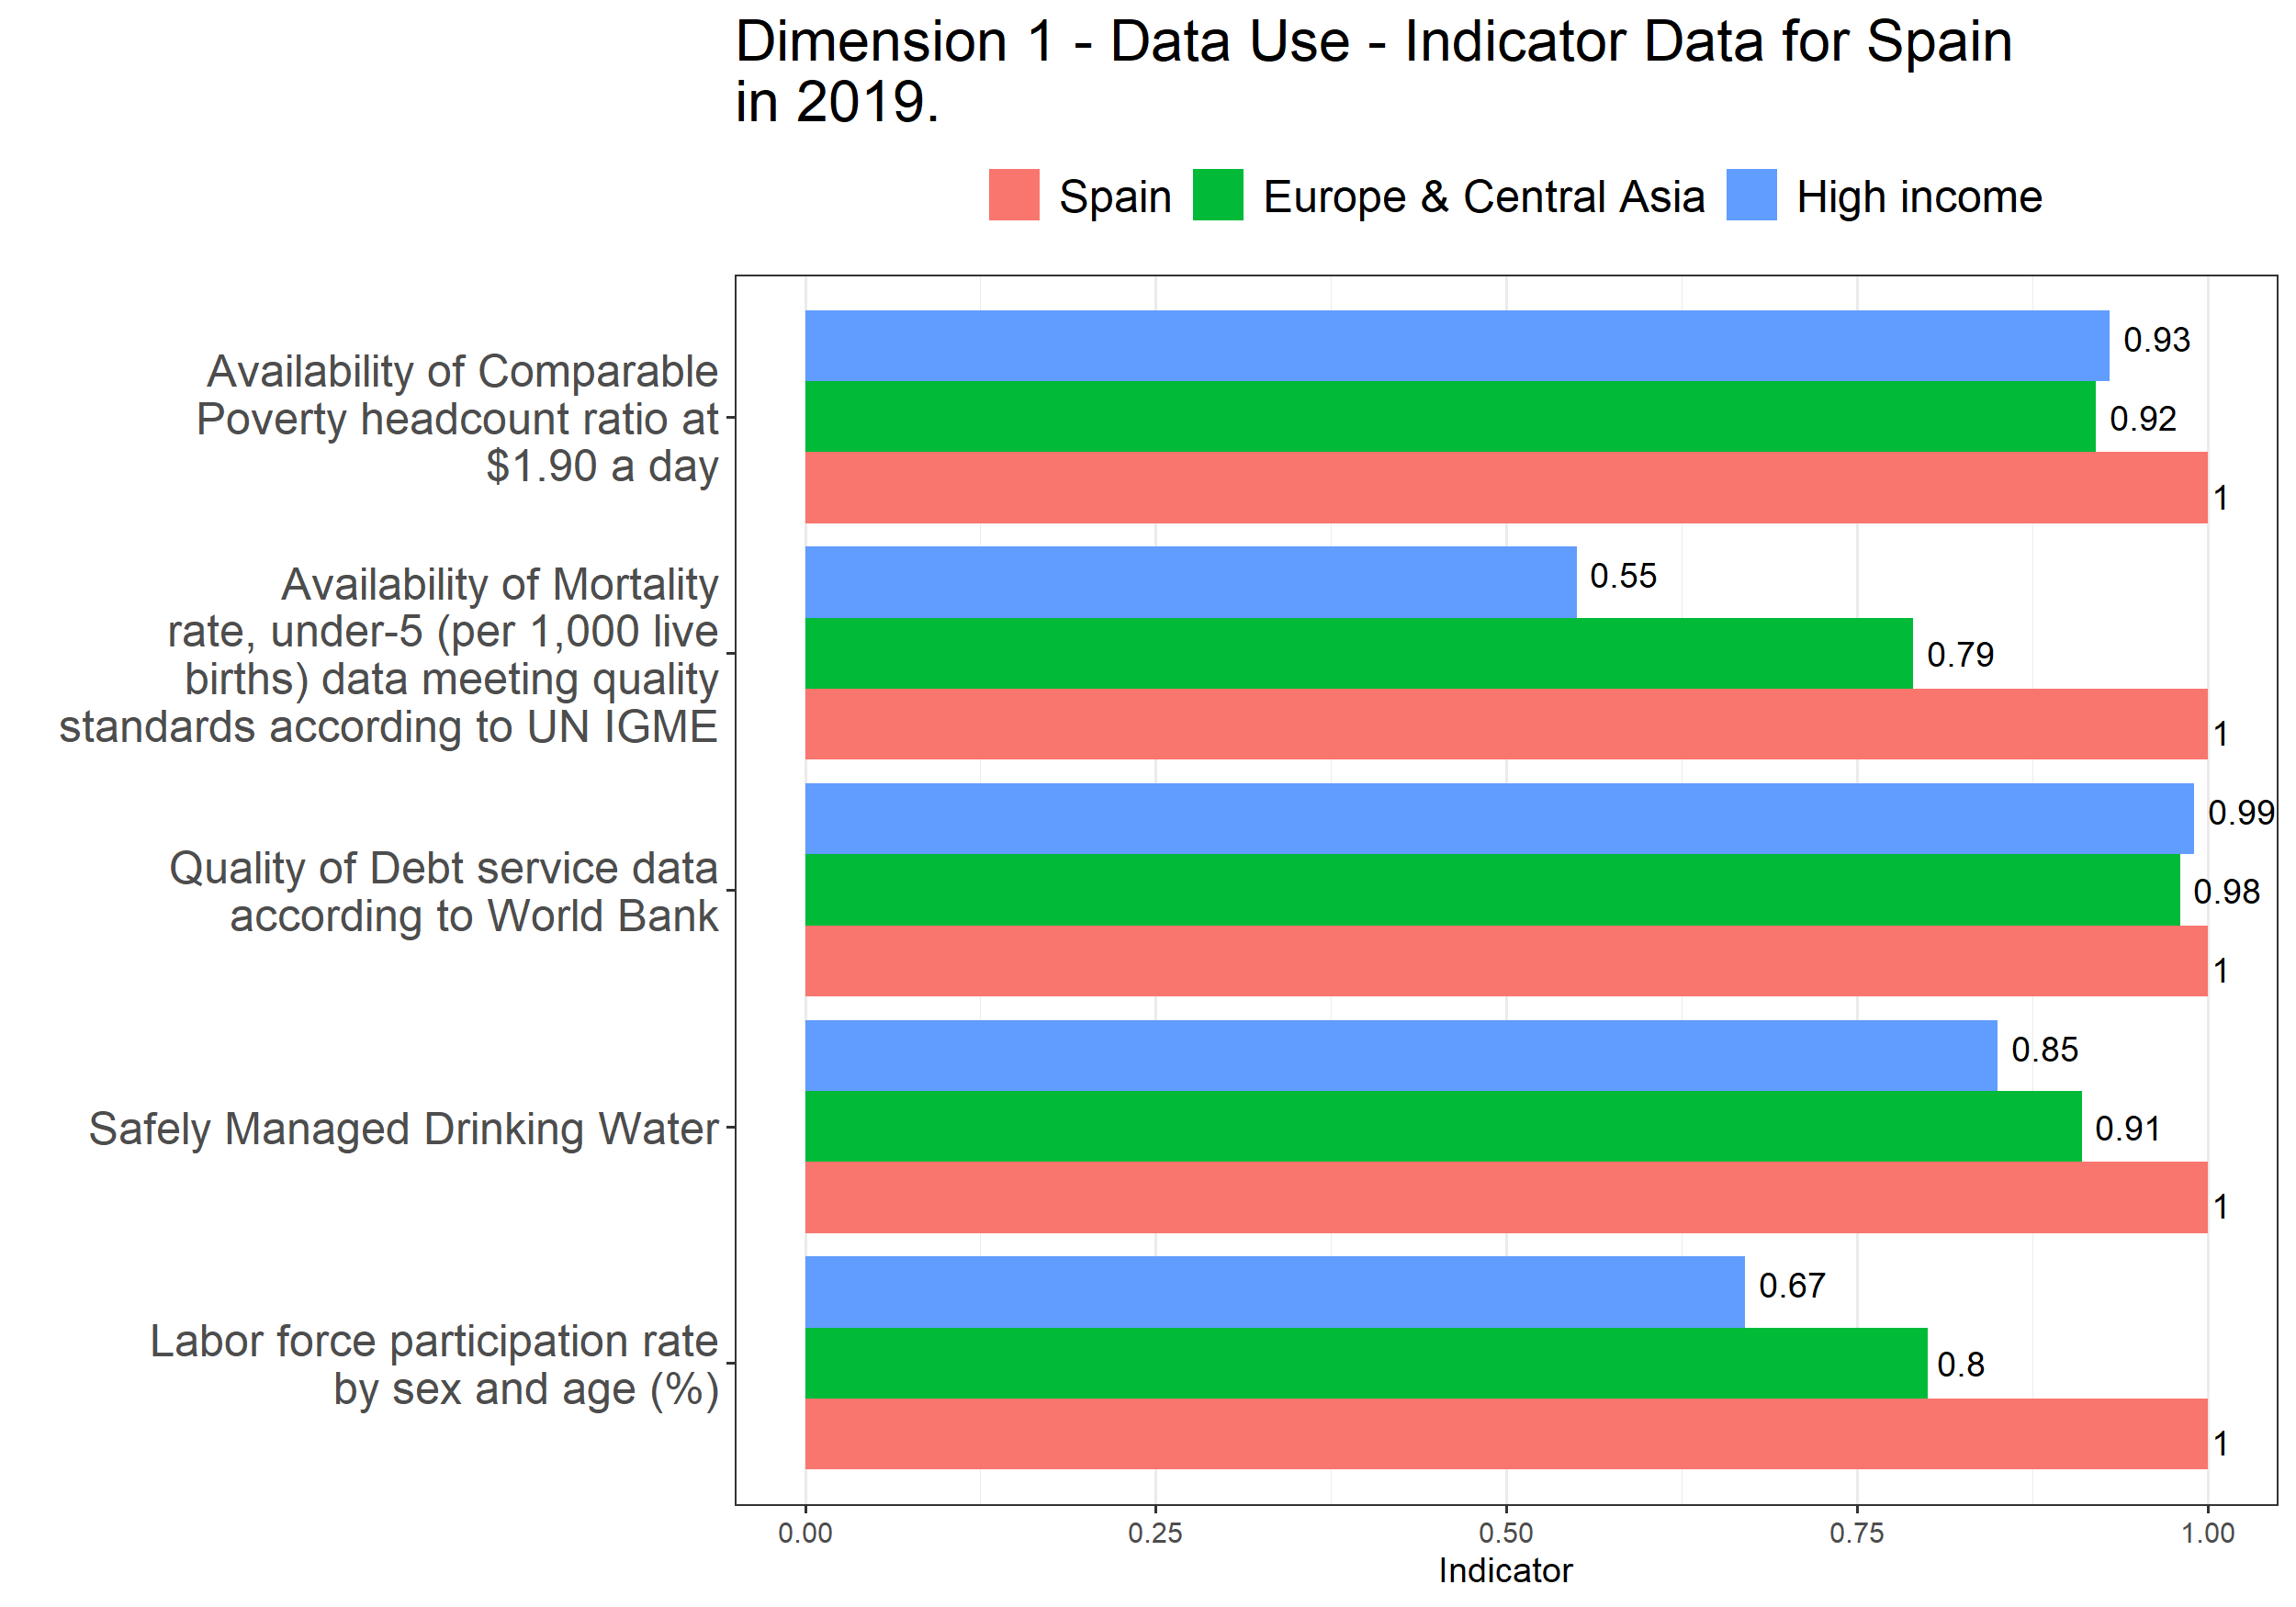 Dimension 1 - Data Use - Indicator Data for Spain
in 2019.
Spain
Europe & Central Asia
High income
Availability of Comparable
Poverty headcount ratio at
$1.90 a day
0.93
0.92
1
Availability of Mortality
rate, under-5 (per 1,000 live
births) data meeting quality
standards according to UN IGME
0.55
0.79
1
Quality of Debt service data
according to World Bank
0.99
0.98
1
Safely Managed Drinking Water
0.85
0.91
1
Labor force participation rate
by sex and age (%)
0.67
0.8
1
0.00
0.25
0.50
0.75
1.00
Indicator